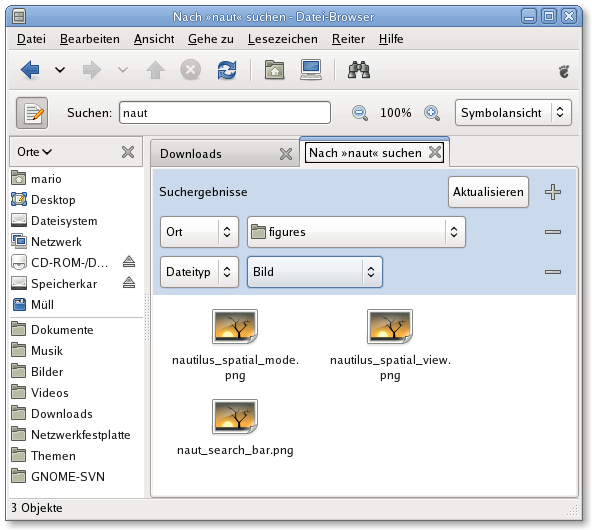 Nach »naut« suchen - Datei-Browser
Datei Bearbeiten Ansicht Gehe zu Lesezeichen Reiter Hilfe
Suchen: naut 100% Symbolansicht
Orte
Downloads Nach »naut« suchen
mario
Desktop
Dateisystem
Netzwerk
CD-ROM-/D...
Speicherkar
Müll
Dokumente
Musik
Bilder
Videos
Downloads
Netzwerkfestplatte
Themen
GNOME-SVN
Suchergebnisse Aktualisieren
Ort figures
Dateityp Bild
nautilus_spatial_mode.
png
nautilus_spatial_view.
png
naut_search_bar.png
3 Objekte